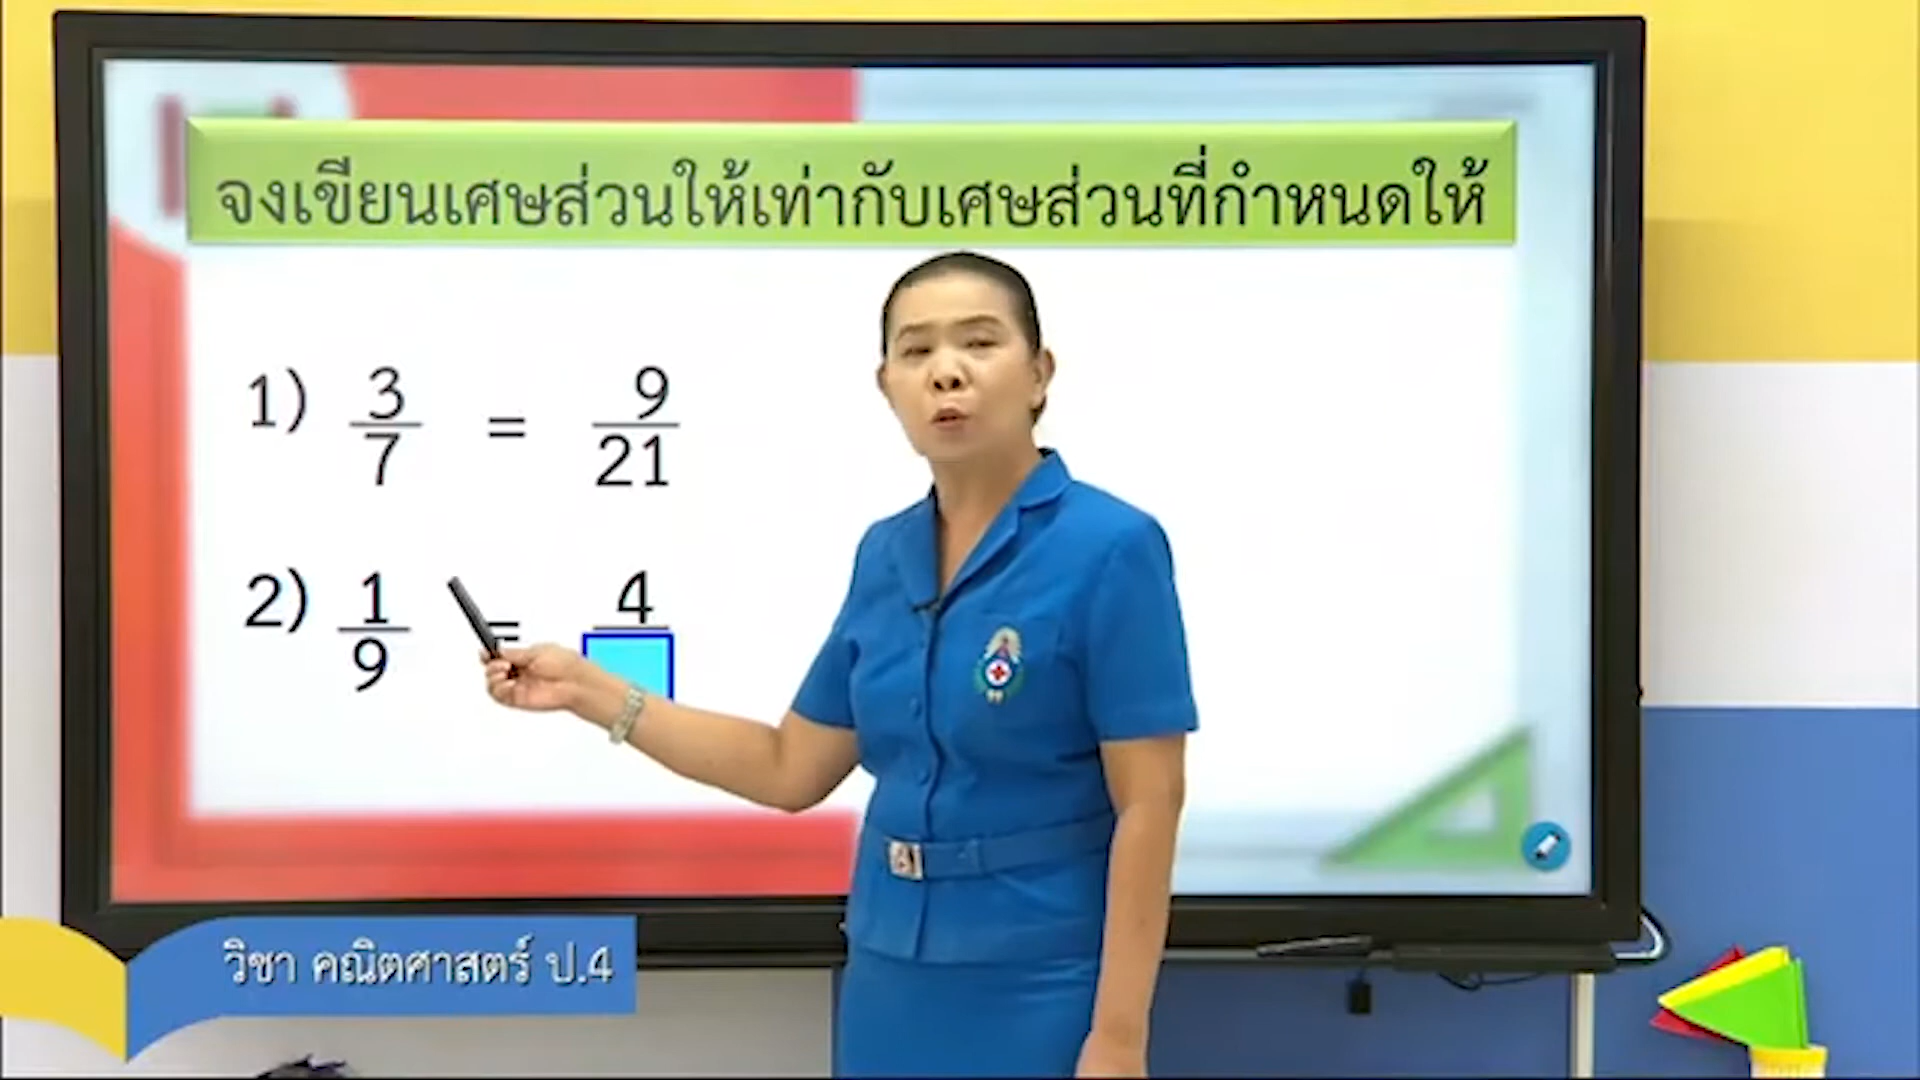 จงเขียนเศษส่วนให้เท่ากับเศษส่วนที่กำหนดให้
1) 3/7 = 9/21
2) 1/9 = 4
วิชา คณิตศาสตร์ ป.4